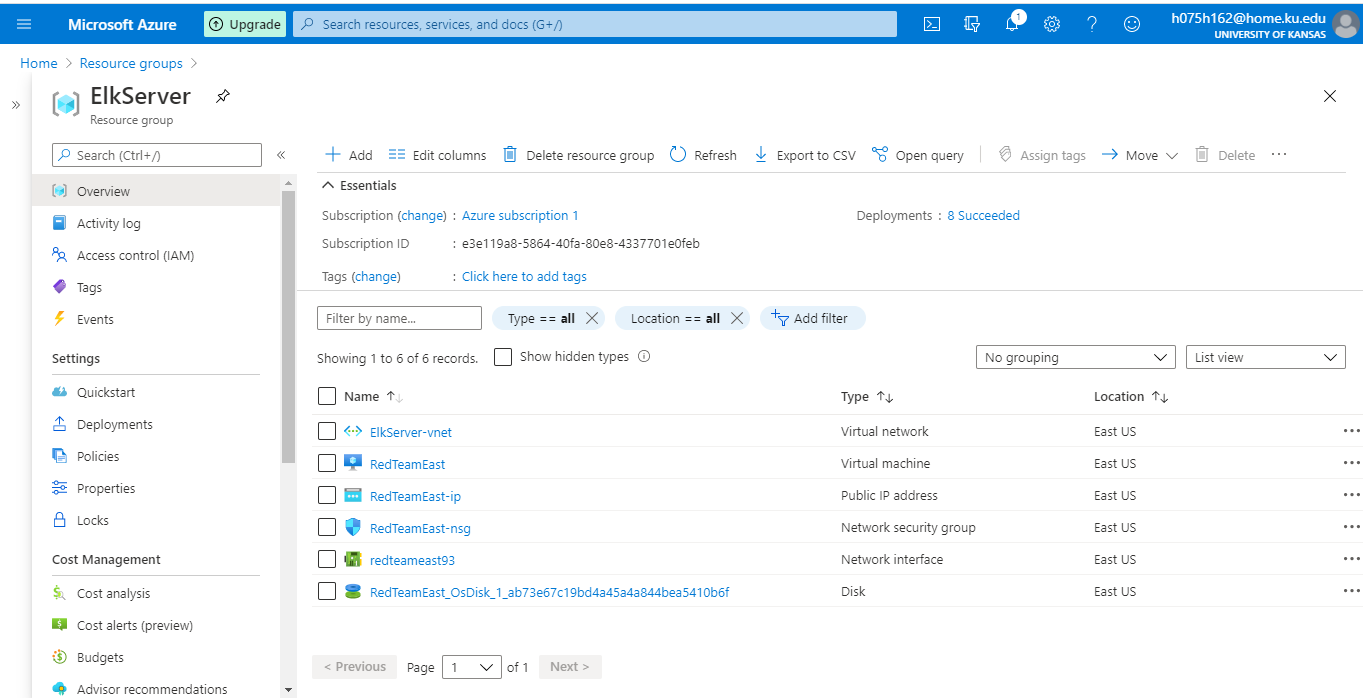 Microsoft Azure
Upgrade
Search resources, services, and docs (G+/)
1
h075h162@home.ku.edu
UNIVERSITY OF KANSAS
Home > Resource groups >
ElkServer
Resource group
Search (Ctrl+/)
Overview
Activity log
Access control (IAM)
Tags
Events
Settings
Quickstart
Deployments
Policies
Properties
Locks
Cost Management
Cost analysis
Cost alerts (preview)
Budgets
Advisor recommendations
Add Edit columns Delete resource group Refresh Export to CSV Open query Assign tags Move Delete
Essentials
Subscription (change) : Azure subscription 1 Deployments : 8 Succeeded
Subscription ID : e3e119a8-5864-40fa-80e8-4337701e0feb
Tags (change) : Click here to add tags
Filter by name... Type == all Location == all Add filter
Showing 1 to 6 of 6 records. Show hidden types No grouping List view
Name Type Location
ElkServer-vnet Virtual network East US
RedTeamEast Virtual machine East US
RedTeamEast-ip Public IP address East US
RedTeamEast-nsg Network security group East US
redteameast93 Network interface East US
RedTeamEast_OsDisk_1_ab73e67c19bd4a45a4a844bea5410b6f Disk East US
< Previous Page 1 of 1 Next >